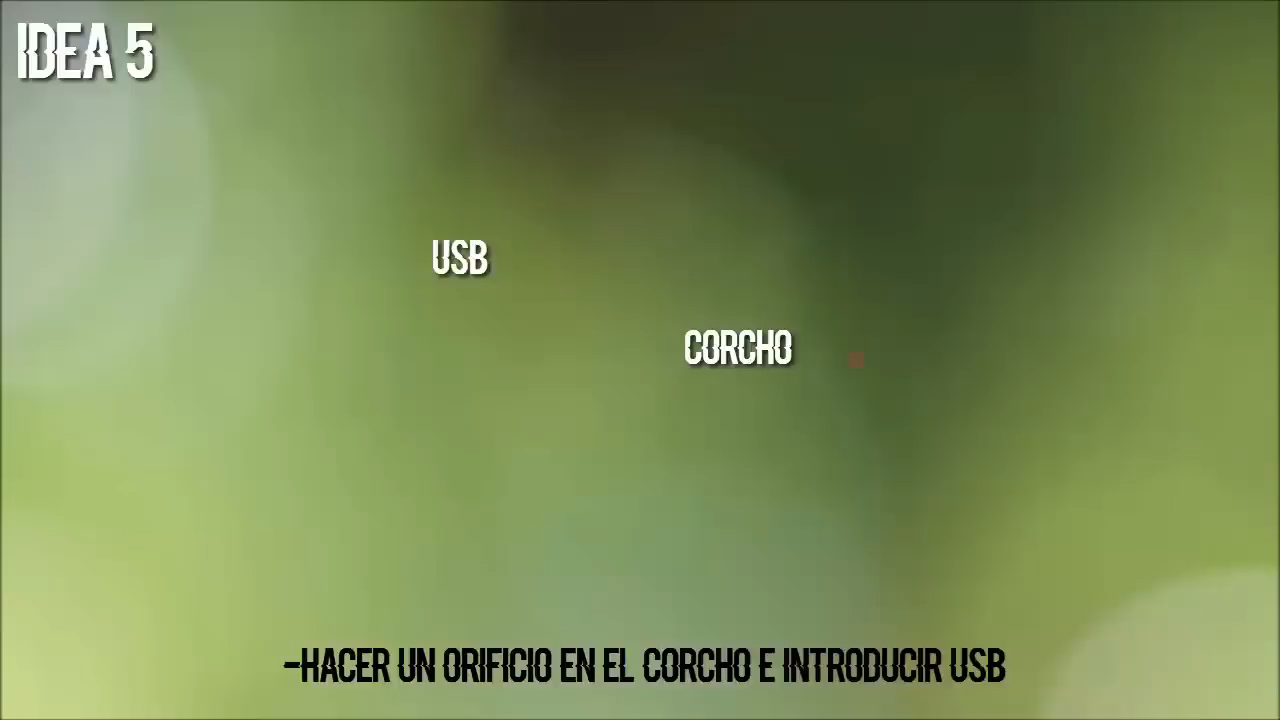 IDEA 5
USB
CORCHO
-HACER UN ORIFICIO EN EL CORCHO E INTRODUCIR USB